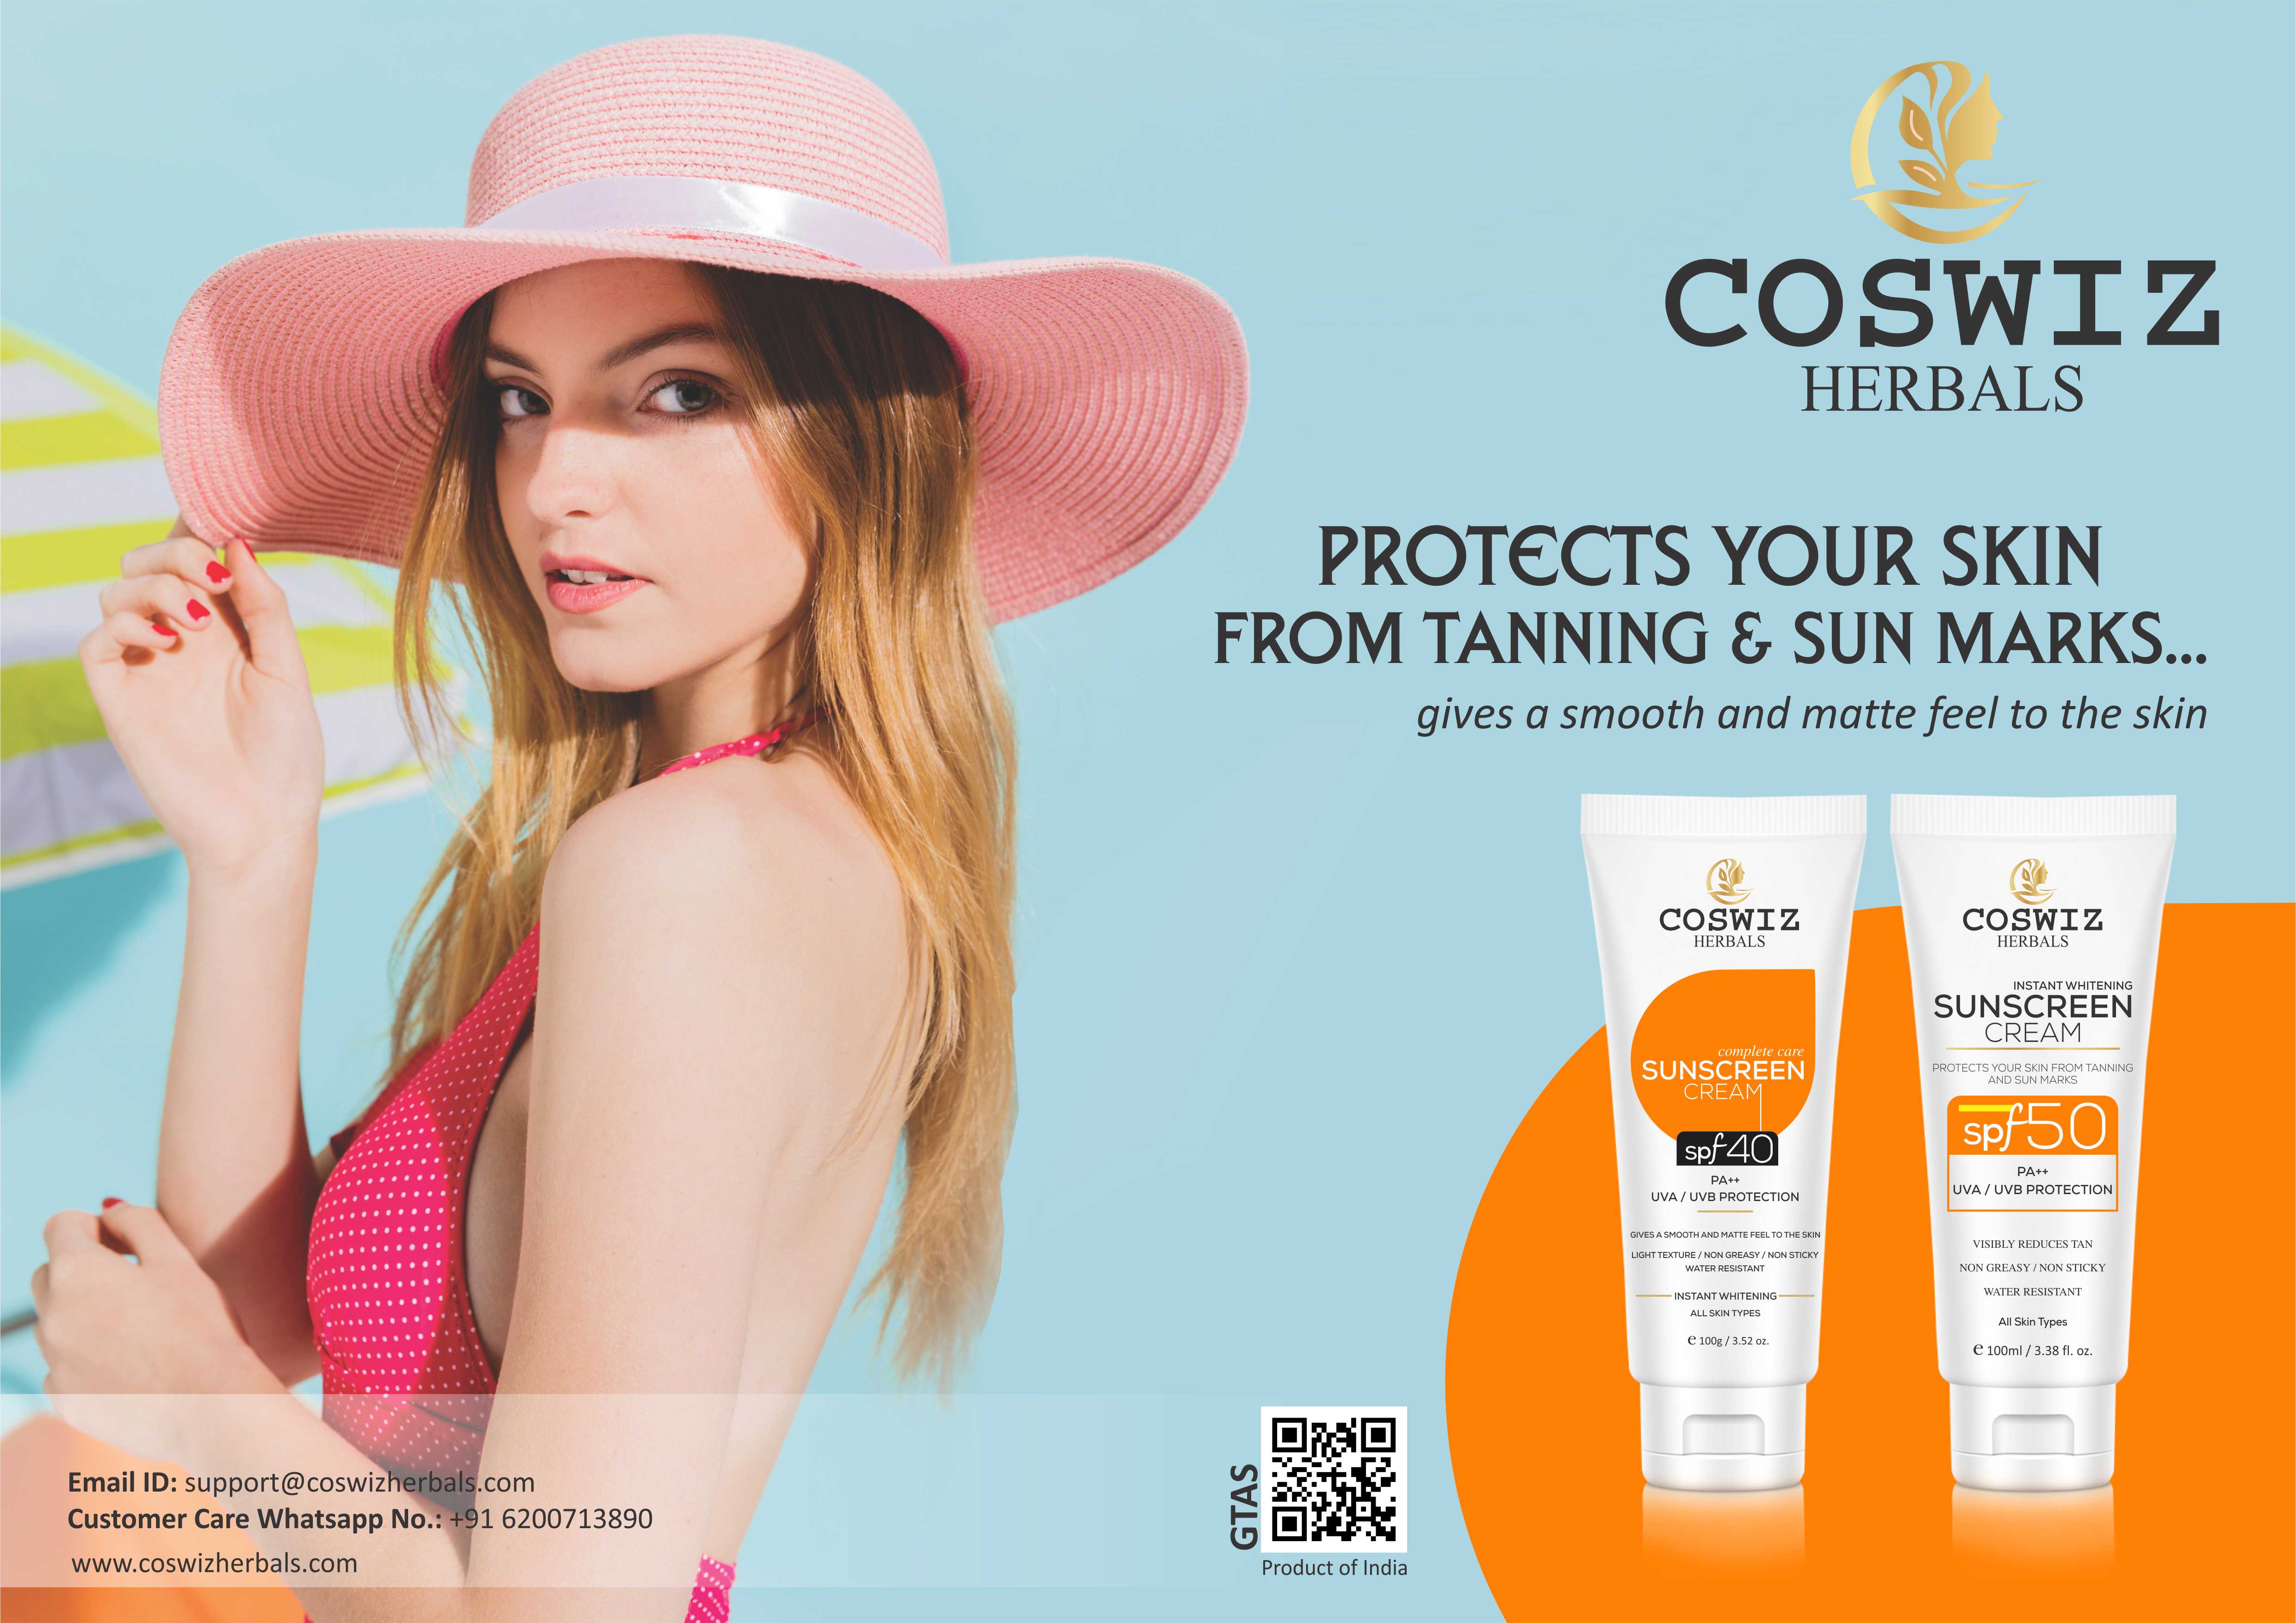 COSWIZ
HERBALS
PROTECTS YOUR SKIN
FROM TANNING & SUN MARKS...
gives a smooth and matte feel to the skin
COSWIZ
HERBALS
complete care
SUNSCREEN
CREAM
spf40
PA++
UVA / UVB PROTECTION
GIVES A SMOOTH AND MATTE FEEL TO THE SKIN
LIGHT TEXTURE / NON GREASY / NON STICKY
WATER RESISTANT
INSTANT WHITENING
ALL SKIN TYPES
e 100g / 3.52 oz.
COSWIZ
HERBALS
INSTANT WHITENING
SUNSCREEN
CREAM
PROTECTS YOUR SKIN FROM TANNING
AND SUN MARKS
spf50
PA++
UVA / UVB PROTECTION
VISIBLY REDUCES TAN
NON GREASY / NON STICKY
WATER RESISTANT
All Skin Types
e 100ml / 3.38 fl. oz.
Email ID: support@coswizherbals.com
Customer Care Whatsapp No.: +91 6200713890
www.coswizherbals.com
GTAS
Product of India